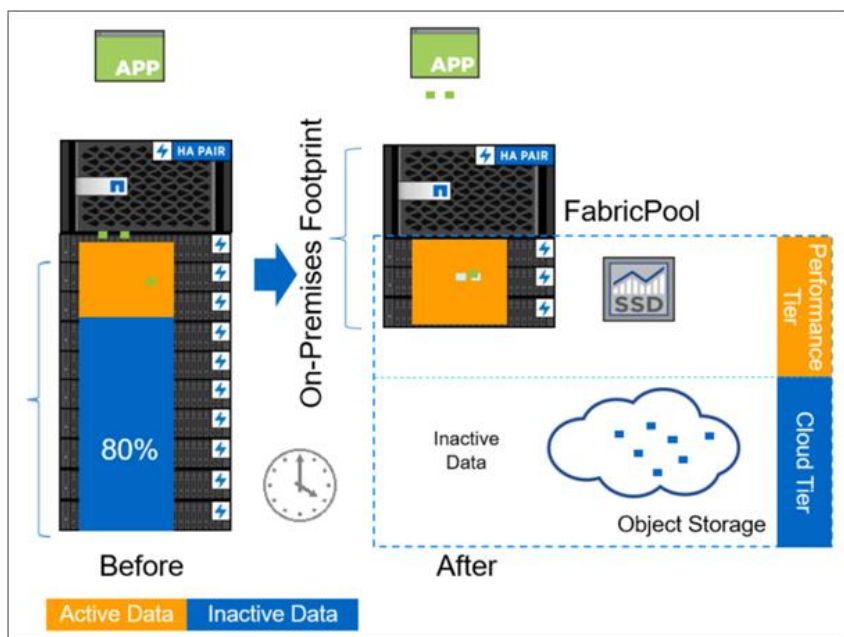 APP
HA PAIR
80%
Before
On-Premises Footprint
APP
HA PAIR
FabricPool
SSD
Performance
Tier
Inactive
Data
Object Storage
Cloud Tier
After
Active Data
Inactive Data